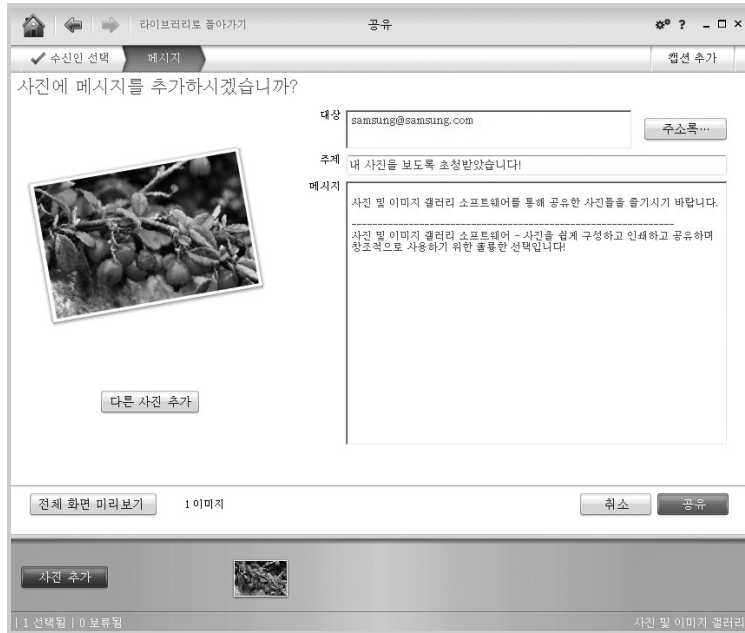 라이브러리로 돌아가기
공유
?
수신인 선택
메시지
캡션 추가
사진에 메시지를 추가하시겠습니까?
대상
samsung@samsung.com
주소록…
주제
내 사진을 보도록 초청받았습니다!
메시지
사진 및 이미지 갤러리 소프트웨어를 통해 공유한 사진들을 즐기시기 바랍니다.
사진 및 이미지 갤러리 소프트웨어 - 사진을 쉽게 구성하고 인쇄하고 공유하며
창조적으로 사용하기 위한 훌륭한 선택입니다!
다른 사진 추가
전체 화면 미리보기
1 이미지
취소
공유
사진 추가
| 1 선택됨 | 0 보류됨
사진 및 이미지 갤러리